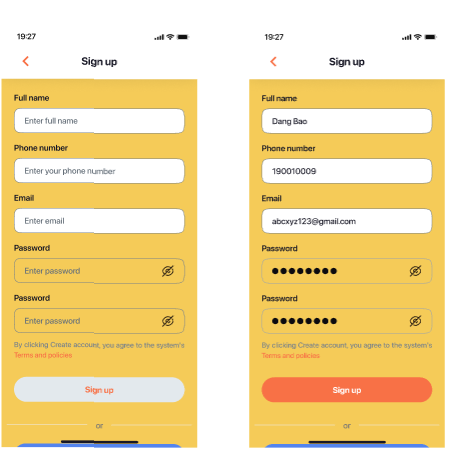 19:27
Sign up
Full name
Enter full name
Phone number
Enter your phone number
Email
Enter email
Password
Enter password
Password
Enter password
By clicking Create account, you agree to the system's
Terms and policies
Sign up
or
19:27
Sign up
Full name
Dang Bao
Phone number
190010009
Email
abcxyz123@gmail.com
Password
Password
By clicking Create account, you agree to the system's
Terms and policies
Sign up
or